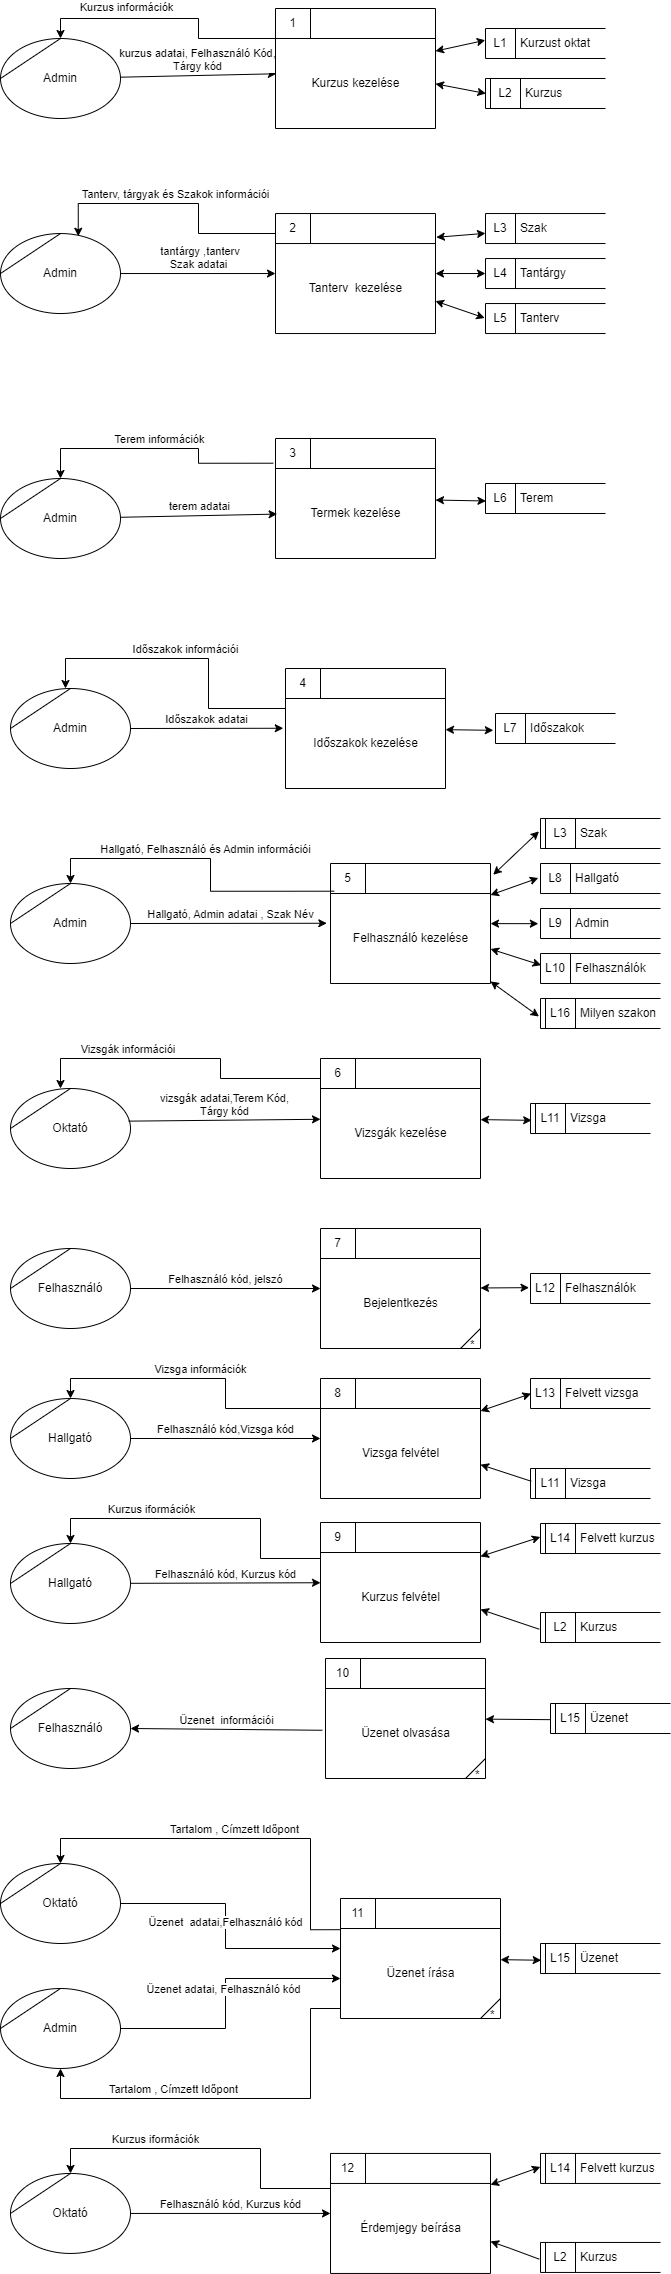 Kurzus információk
1
L1 Kurzust oktat
kurzus adatai, Felhasználó Kód,
Tárgy kód
Admin
Kurzus kezelése
L2 Kurzus
Tanterv, tárgyak és Szakok információi
2
L3 Szak
tantárgy ,tanterv
Szak adatai
Admin
L4 Tantárgy
Tanterv  kezelése
L5 Tanterv
Terem információk
3
L6 Terem
terem adatai
Admin
Termek kezelése
Időszakok információi
4
Időszakok adatai
Admin
L7 Időszakok
Időszakok kezelése
L3 Szak
Hallgató, Felhasználó és Admin információi
5
L8 Hallgató
Hallgató, Admin adatai , Szak Név
Admin
L9 Admin
Felhasználó kezelése
L10 Felhasználók
L16 Milyen szakon
Vizsgák információi
6
vizsgák adatai,Terem Kód,
Tárgy kód
Oktató
L11 Vizsga
Vizsgák kezelése
7
Felhasználó kód, jelszó
Felhasználó
L12 Felhasználók
Bejelentkezés
*
Vizsga információk
8
L13 Felvett vizsga
Felhasználó kód,Vizsga kód
Hallgató
Vizsga felvétel
L11 Vizsga
Kurzus iformációk
9
L14 Felvett kurzus
Felhasználó kód, Kurzus kód
Hallgató
Kurzus felvétel
L2 Kurzus
10
Üzenet  információi
Felhasználó
L15 Üzenet
Üzenet olvasása
*
Tartalom , Címzett Időpont
Oktató
11
Üzenet  adatai,Felhasználó kód
L15 Üzenet
Üzenet írása
Üzenet adatai, Felhasználó kód
*
Admin
Tartalom , Címzett Időpont
Kurzus iformációk
12
L14 Felvett kurzus
Felhasználó kód, Kurzus kód
Oktató
Érdemjegy beírása
L2 Kurzus